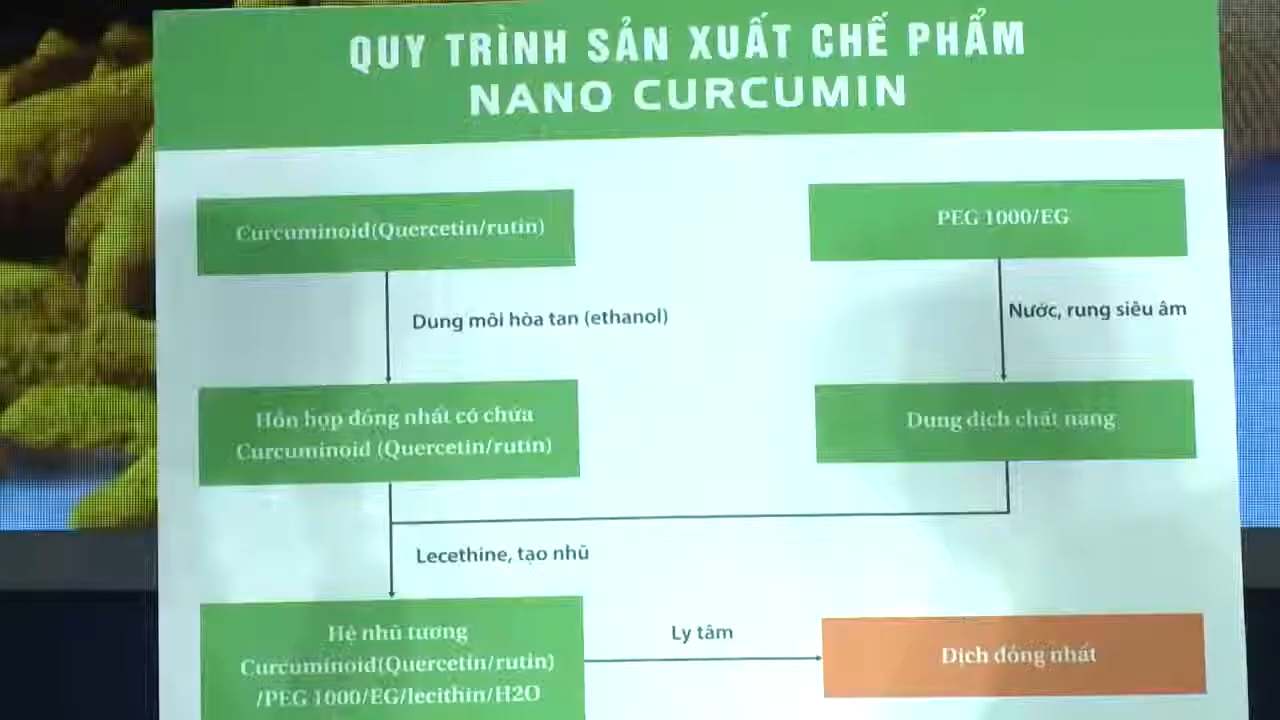 QUY TRÌNH SẢN XUẤT CHẾ PHẨM
NANO CURCUMIN
Curcuminoid(Quercetin/rutin)
PEG 1000/EG
Dung môi hòa tan (ethanol)
Nước, rung siêu âm
Hỗn hợp đồng nhất có chứa
Curcuminoid (Quercetin/rutin)
Dung dịch chất nang
Lecethine, tạo nhũ
Hệ nhũ tương
Curcuminoid(Quercetin/rutin)
/PEG 1000/EG/lecithin/H2O
Ly tâm
Dịch đồng nhất